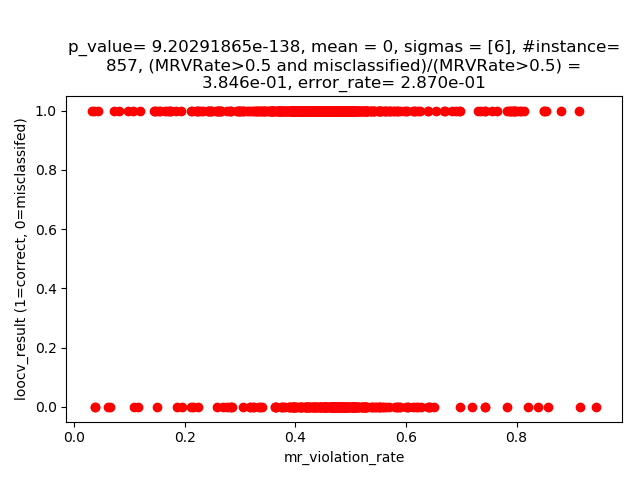 p_value= 9.20291865e-138, mean = 0, sigmas = [6], #instance=
857, (MRVRate>0.5 and misclassified)/(MRVRate>0.5) =
3.846e-01, error_rate= 2.870e-01
loocv_result (1=correct, 0=misclassifed)
1.0
0.8
0.6
0.4
0.2
0.0
0.0 0.2 0.4 0.6 0.8
mr_violation_rate